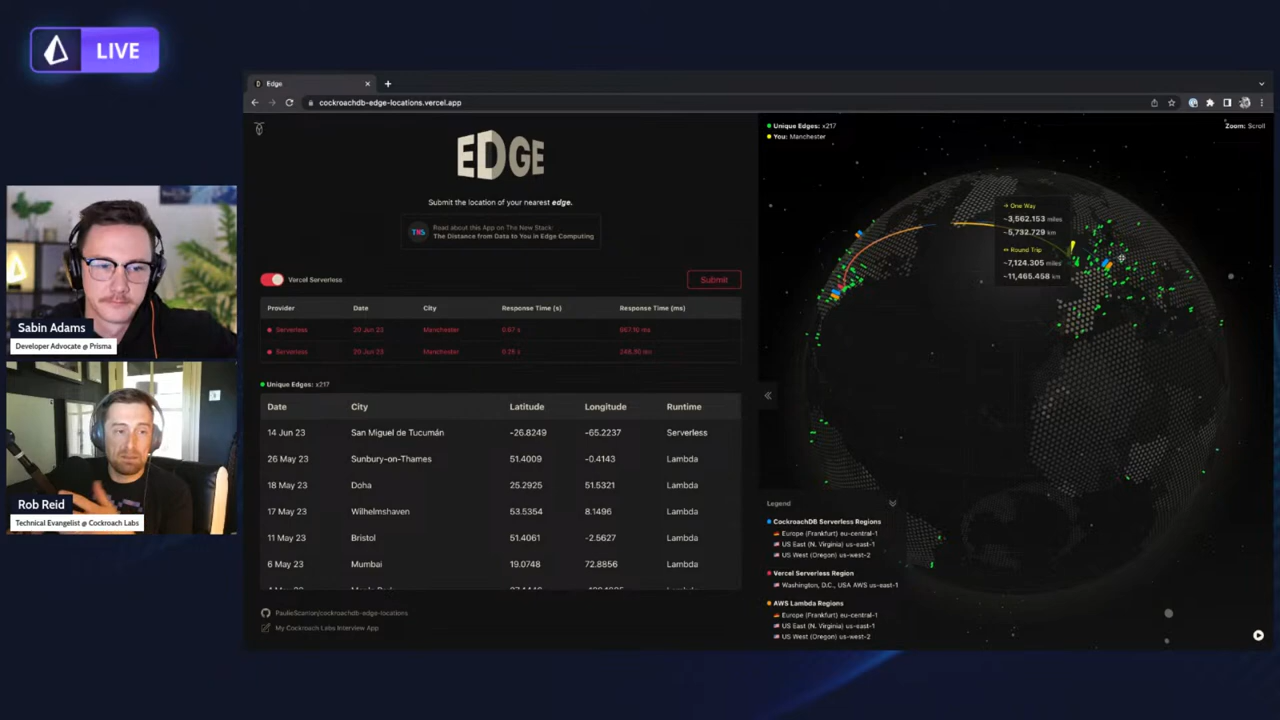 LIVE
Edge
cockroachdb-edge-locations.vercel.app
EDGE
Submit the location of your nearest edge.
TNS
Read about this App on The New Stack:
The Distance from Data to You in Edge Computing
Vercel Serverless
Submit
Provider Date City Response Time (s) Response Time (ms)
Serverless 20 Jun 23 Manchester
Serverless 20 Jun 23 Manchester
Unique Edges: x217
Date City Latitude Longitude Runtime
14 Jun 23 San Miguel de Tucumán -26.8249 -65.2237 Serverless
26 May 23 Sunbury-on-Thames 51.4009 -0.4143 Lambda
18 May 23 Doha 25.2925 51.5321 Lambda
17 May 23 Wilhelmshaven 53.5354 8.1496 Lambda
11 May 23 Bristol 51.4061 -2.5627 Lambda
6 May 23 Mumbai 19.0748 72.8856 Lambda
PaulieScanlon/cockroachdb-edge-locations
My Cockroach Labs Interview App
Unique Edges: x217
You: Manchester
Zoom: Scroll
One Way
~3,562.153 miles
~5,732.729 km
Round Trip
~7,124.305 miles
~11,465.458 km
Legend
CockroachDB Serverless Regions
Europe (Frankfurt) eu-central-1
US East (N. Virginia) us-east-1
US West (Oregon) us-west-2
Vercel Serverless Region
Washington, D.C., USA AWS us-east-1
AWS Lambda Regions
Europe (Frankfurt) eu-central-1
US East (N. Virginia) us-east-1
US West (Oregon) us-west-2
Sabin Adams
Developer Advocate @ Prisma
Rob Reid
Technical Evangelist @ Cockroach Labs